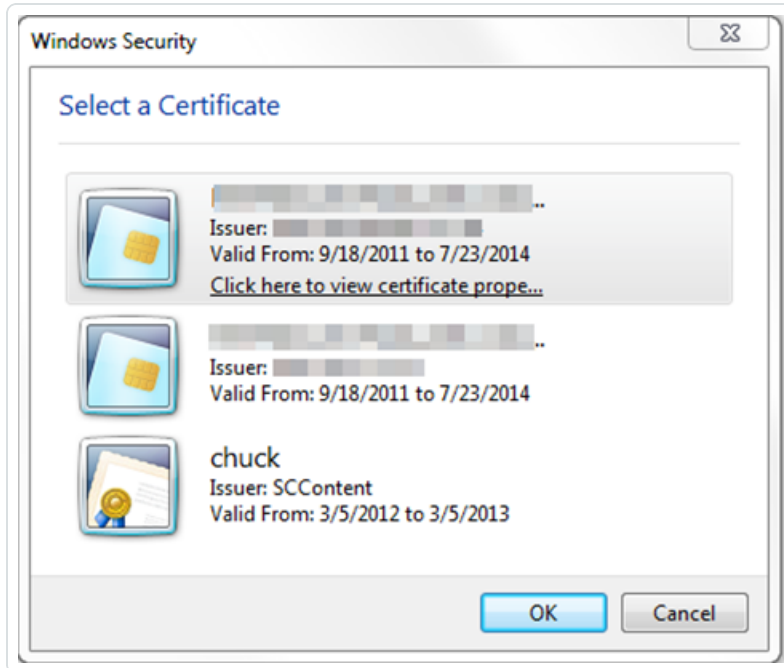 Windows Security
Select a Certificate
...
Issuer:
Valid From: 9/18/2011 to 7/23/2014
Click here to view certificate prope...
...
Issuer:
Valid From: 9/18/2011 to 7/23/2014
chuck
Issuer: SCContent
Valid From: 3/5/2012 to 3/5/2013
OK
Cancel